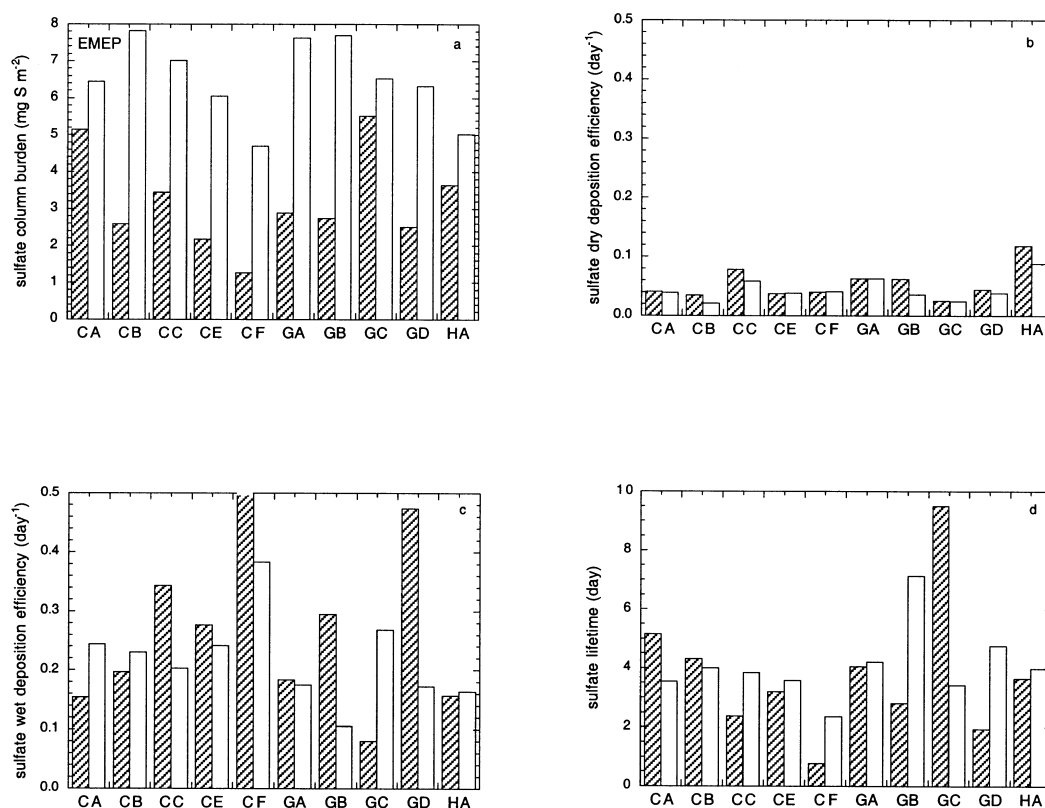 EMEP
a
sulfate column burden (mg S m⁻²)
8
7
6
5
4
3
2
1
0
CA CB CC CE CF GA GB GC GD HA
b
sulfate dry deposition efficiency (day⁻¹)
0.5
0.4
0.3
0.2
0.1
0.0
CA CB CC CE CF GA GB GC GD HA
c
sulfate wet deposition efficiency (day⁻¹)
0.5
0.4
0.3
0.2
0.1
0.0
CA CB CC CE CF GA GB GC GD HA
d
sulfate lifetime (day)
10
8
6
4
2
0
CA CB CC CE CF GA GB GC GD HA